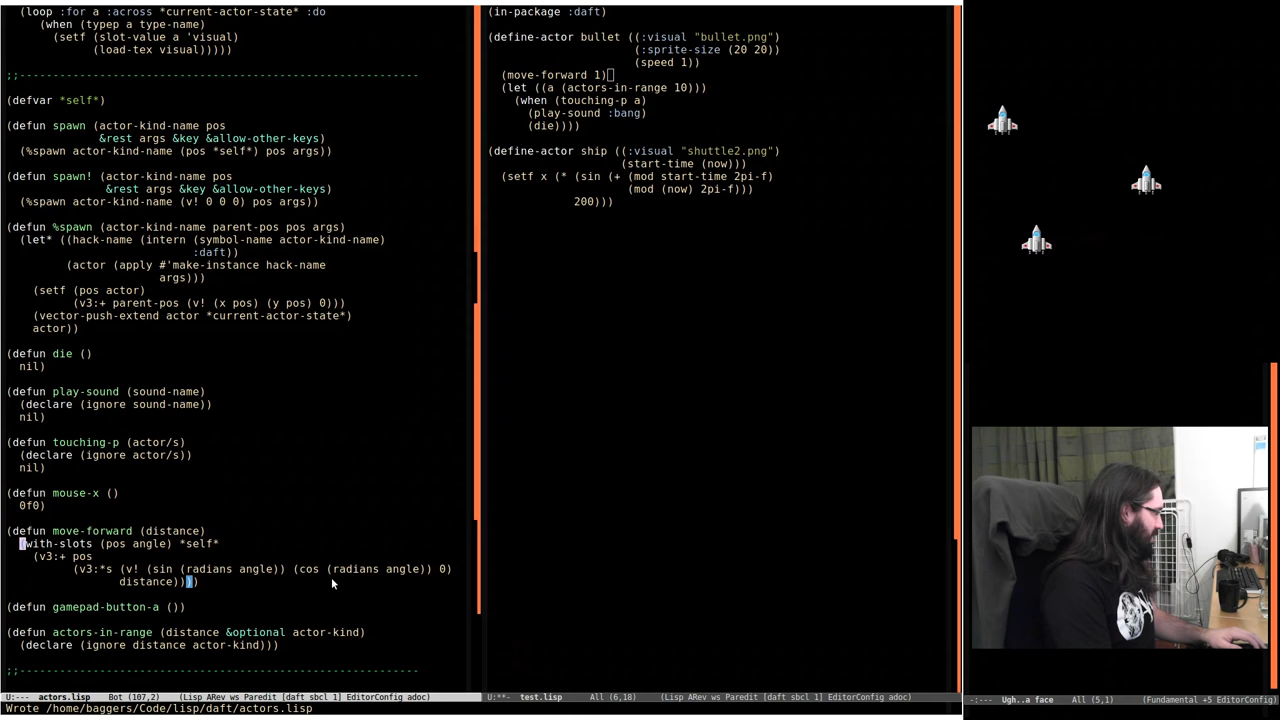 (loop :for a :across *current-actor-state* :do
(when (typep a type-name)
(setf (slot-value a 'visual)
(load-tex visual)))))
;;-------------------------------------------------------------
(defvar *self*)
(defun spawn (actor-kind-name pos
&rest args &key &allow-other-keys)
(%spawn actor-kind-name (pos *self*) pos args))
(defun spawn! (actor-kind-name pos
&rest args &key &allow-other-keys)
(%spawn actor-kind-name (v! 0 0 0) pos args))
(defun %spawn (actor-kind-name parent-pos pos args)
(let* ((hack-name (intern (symbol-name actor-kind-name)
:daft))
(actor (apply #'make-instance hack-name
args)))
(setf (pos actor)
(v3:+ parent-pos (v! (x pos) (y pos) 0)))
(vector-push-extend actor *current-actor-state*)
actor))
(defun die ()
nil)
(defun play-sound (sound-name)
(declare (ignore sound-name))
nil)
(defun touching-p (actor/s)
(declare (ignore actor/s))
nil)
(defun mouse-x ()
0f0)
(defun move-forward (distance)
(with-slots (pos angle) *self*
(v3:+ pos
(v3:*s (v! (sin (radians angle)) (cos (radians angle)) 0)
distance))))
(defun gamepad-button-a ())
(defun actors-in-range (distance &optional actor-kind)
(declare (ignore distance actor-kind)))
;;-------------------------------------------------------------
U:--- actors.lisp Bot (107,2) (Lisp ARev ws Paredit [daft sbcl 1] EditorConfig adoc)
Wrote /home/baggers/Code/lisp/daft/actors.lisp
(in-package :daft)
(define-actor bullet ((:visual "bullet.png")
(:sprite-size (20 20))
(speed 1))
(move-forward 1)
(let ((a (actors-in-range 10)))
(when (touching-p a)
(play-sound :bang)
(die))))
(define-actor ship ((:visual "shuttle2.png")
(start-time (now)))
(setf x (* (sin (+ (mod start-time 2pi-f)
(mod (now) 2pi-f)))
200)))
U:**- test.lisp All (6,18) (Lisp ARev ws Paredit [daft sbcl 1] EditorConfig adoc)
-:--- Ugh..a face All (5,1) (Fundamental +5 EditorConfig)